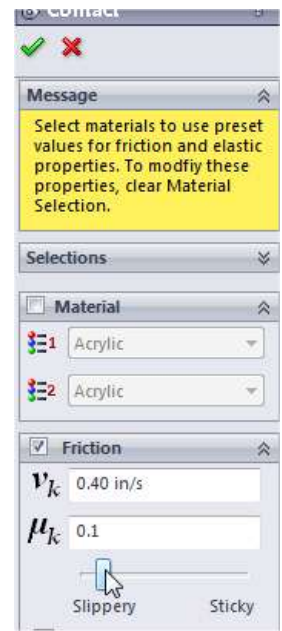 Contact
Message
Select materials to use preset
values for friction and elastic
properties. To modfiy these
properties, clear Material
Selection.
Selections
Material
1 Acrylic
2 Acrylic
Friction
vk 0.40 in/s
μk 0.1
Slippery Sticky